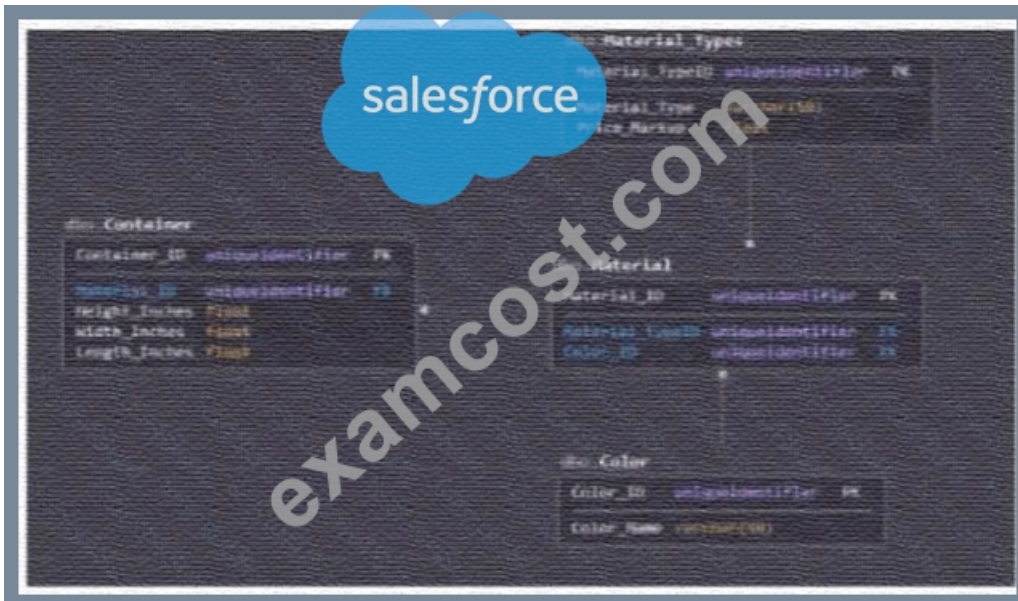 salesforce
dbo.Material_Types
Material_TypeID uniqueidentifier PK
Material_Type
Price_Markup
dbo.Container
Container_ID uniqueidentifier PK
Material_ID uniqueidentifier FK
Height_Inches float
Width_Inches float
Length_Inches float
dbo.Material
Material_ID uniqueidentifier PK
Material_TypeID uniqueidentifier FK
Color_ID uniqueidentifier FK
dbo.Color
Color_ID uniqueidentifier PK
Color_Name varchar(50)
examcost.com